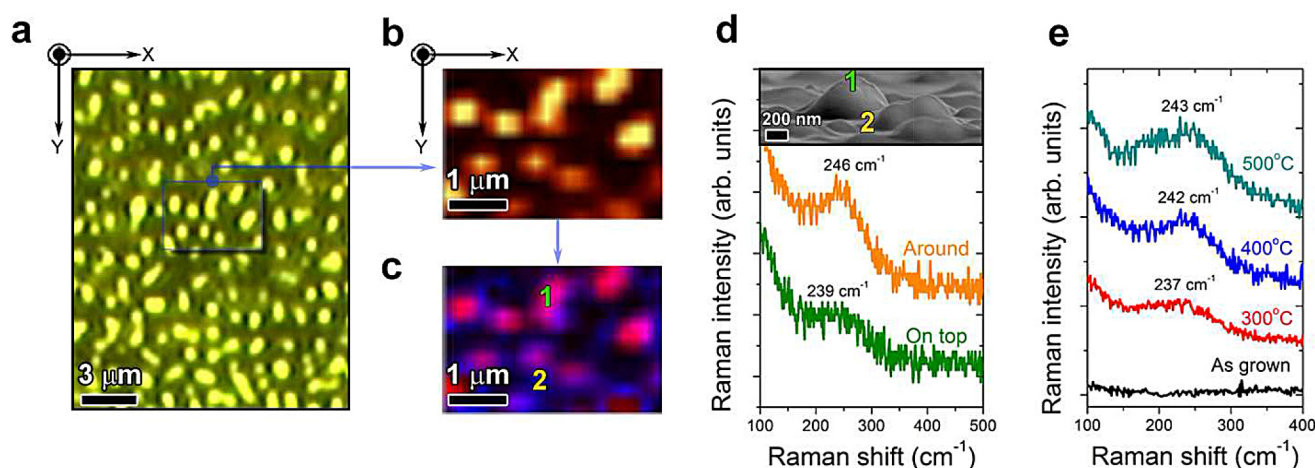 a
X
Y
3 μm
b
X
Y
1 μm
c
1
2
1 μm
d
Raman intensity (arb. units)
1
2
200 nm
246 cm-1
Around
239 cm-1
On top
100 200 300 400 500
Raman shift (cm-1)
e
Raman intensity (arb. units)
243 cm-1
500°C
242 cm-1
400°C
237 cm-1
300°C
As grown
100 200 300 400
Raman shift (cm-1)